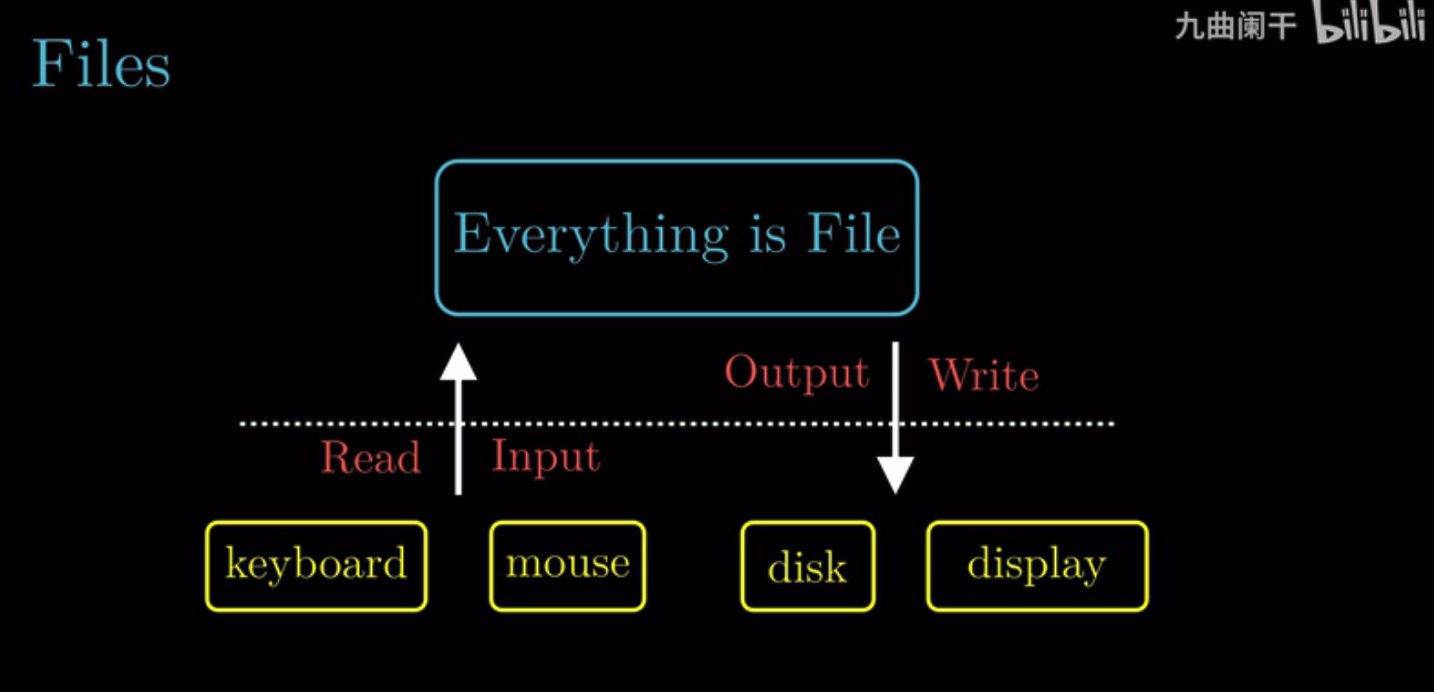 九曲阑干 bilibili
Files
Everything is File
Output Write
Read Input
keyboard mouse disk display